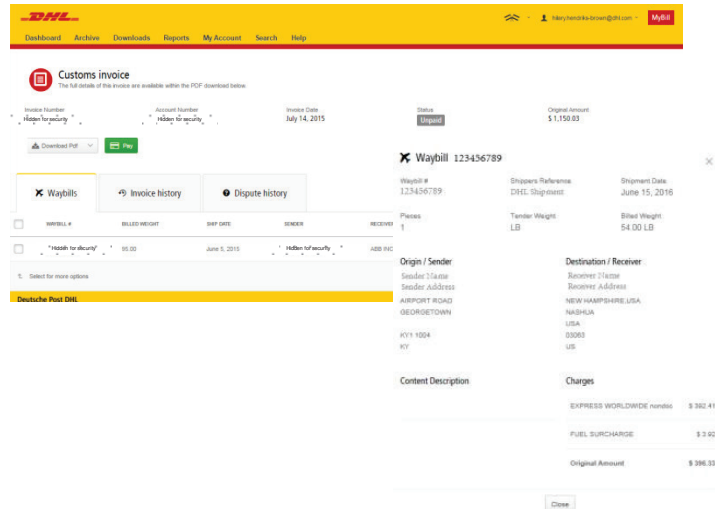 DHL
hilery.hendrike-brown@dhl.com
MyBill
Dashboard Archive Downloads Reports My Account Search Help
Customs invoice
The full details of this invoice are available within the PDF download below.
Invoice Number Account Number Invoice Date Status Original Amount
" Hidden for security " " Hidden for security " July 14, 2015 Unpaid $ 1,150.03
Download Pdf Pay
Waybills Invoice history Dispute history
WAYBILL # BILLED WEIGHT SHIP DATE SENDER
" Hidden for security " 95.00 June 5, 2015 " Hidden for security " ABB INC
1. Select for more options
Deutsche Post DHL
Waybill 123456789
Waybill # Shippers Reference Shipment Date
123456789 DHL Shipment June 15, 2016
Pieces Tender Weight Billed Weight
1 LB 54.00 LB
Origin / Sender Destination / Receiver
Sender Name Receiver Name
Sender Address Receiver Address
AIRPORT ROAD NEW HAMPSHIRE,USA
GEORGETOWN NASHUA
USA
KY1 1004 03063
KY US
Content Description Charges
EXPRESS WORLDWIDE nondoc $ 392.41
FUEL SURCHARGE $ 3.92
Original Amount
Close